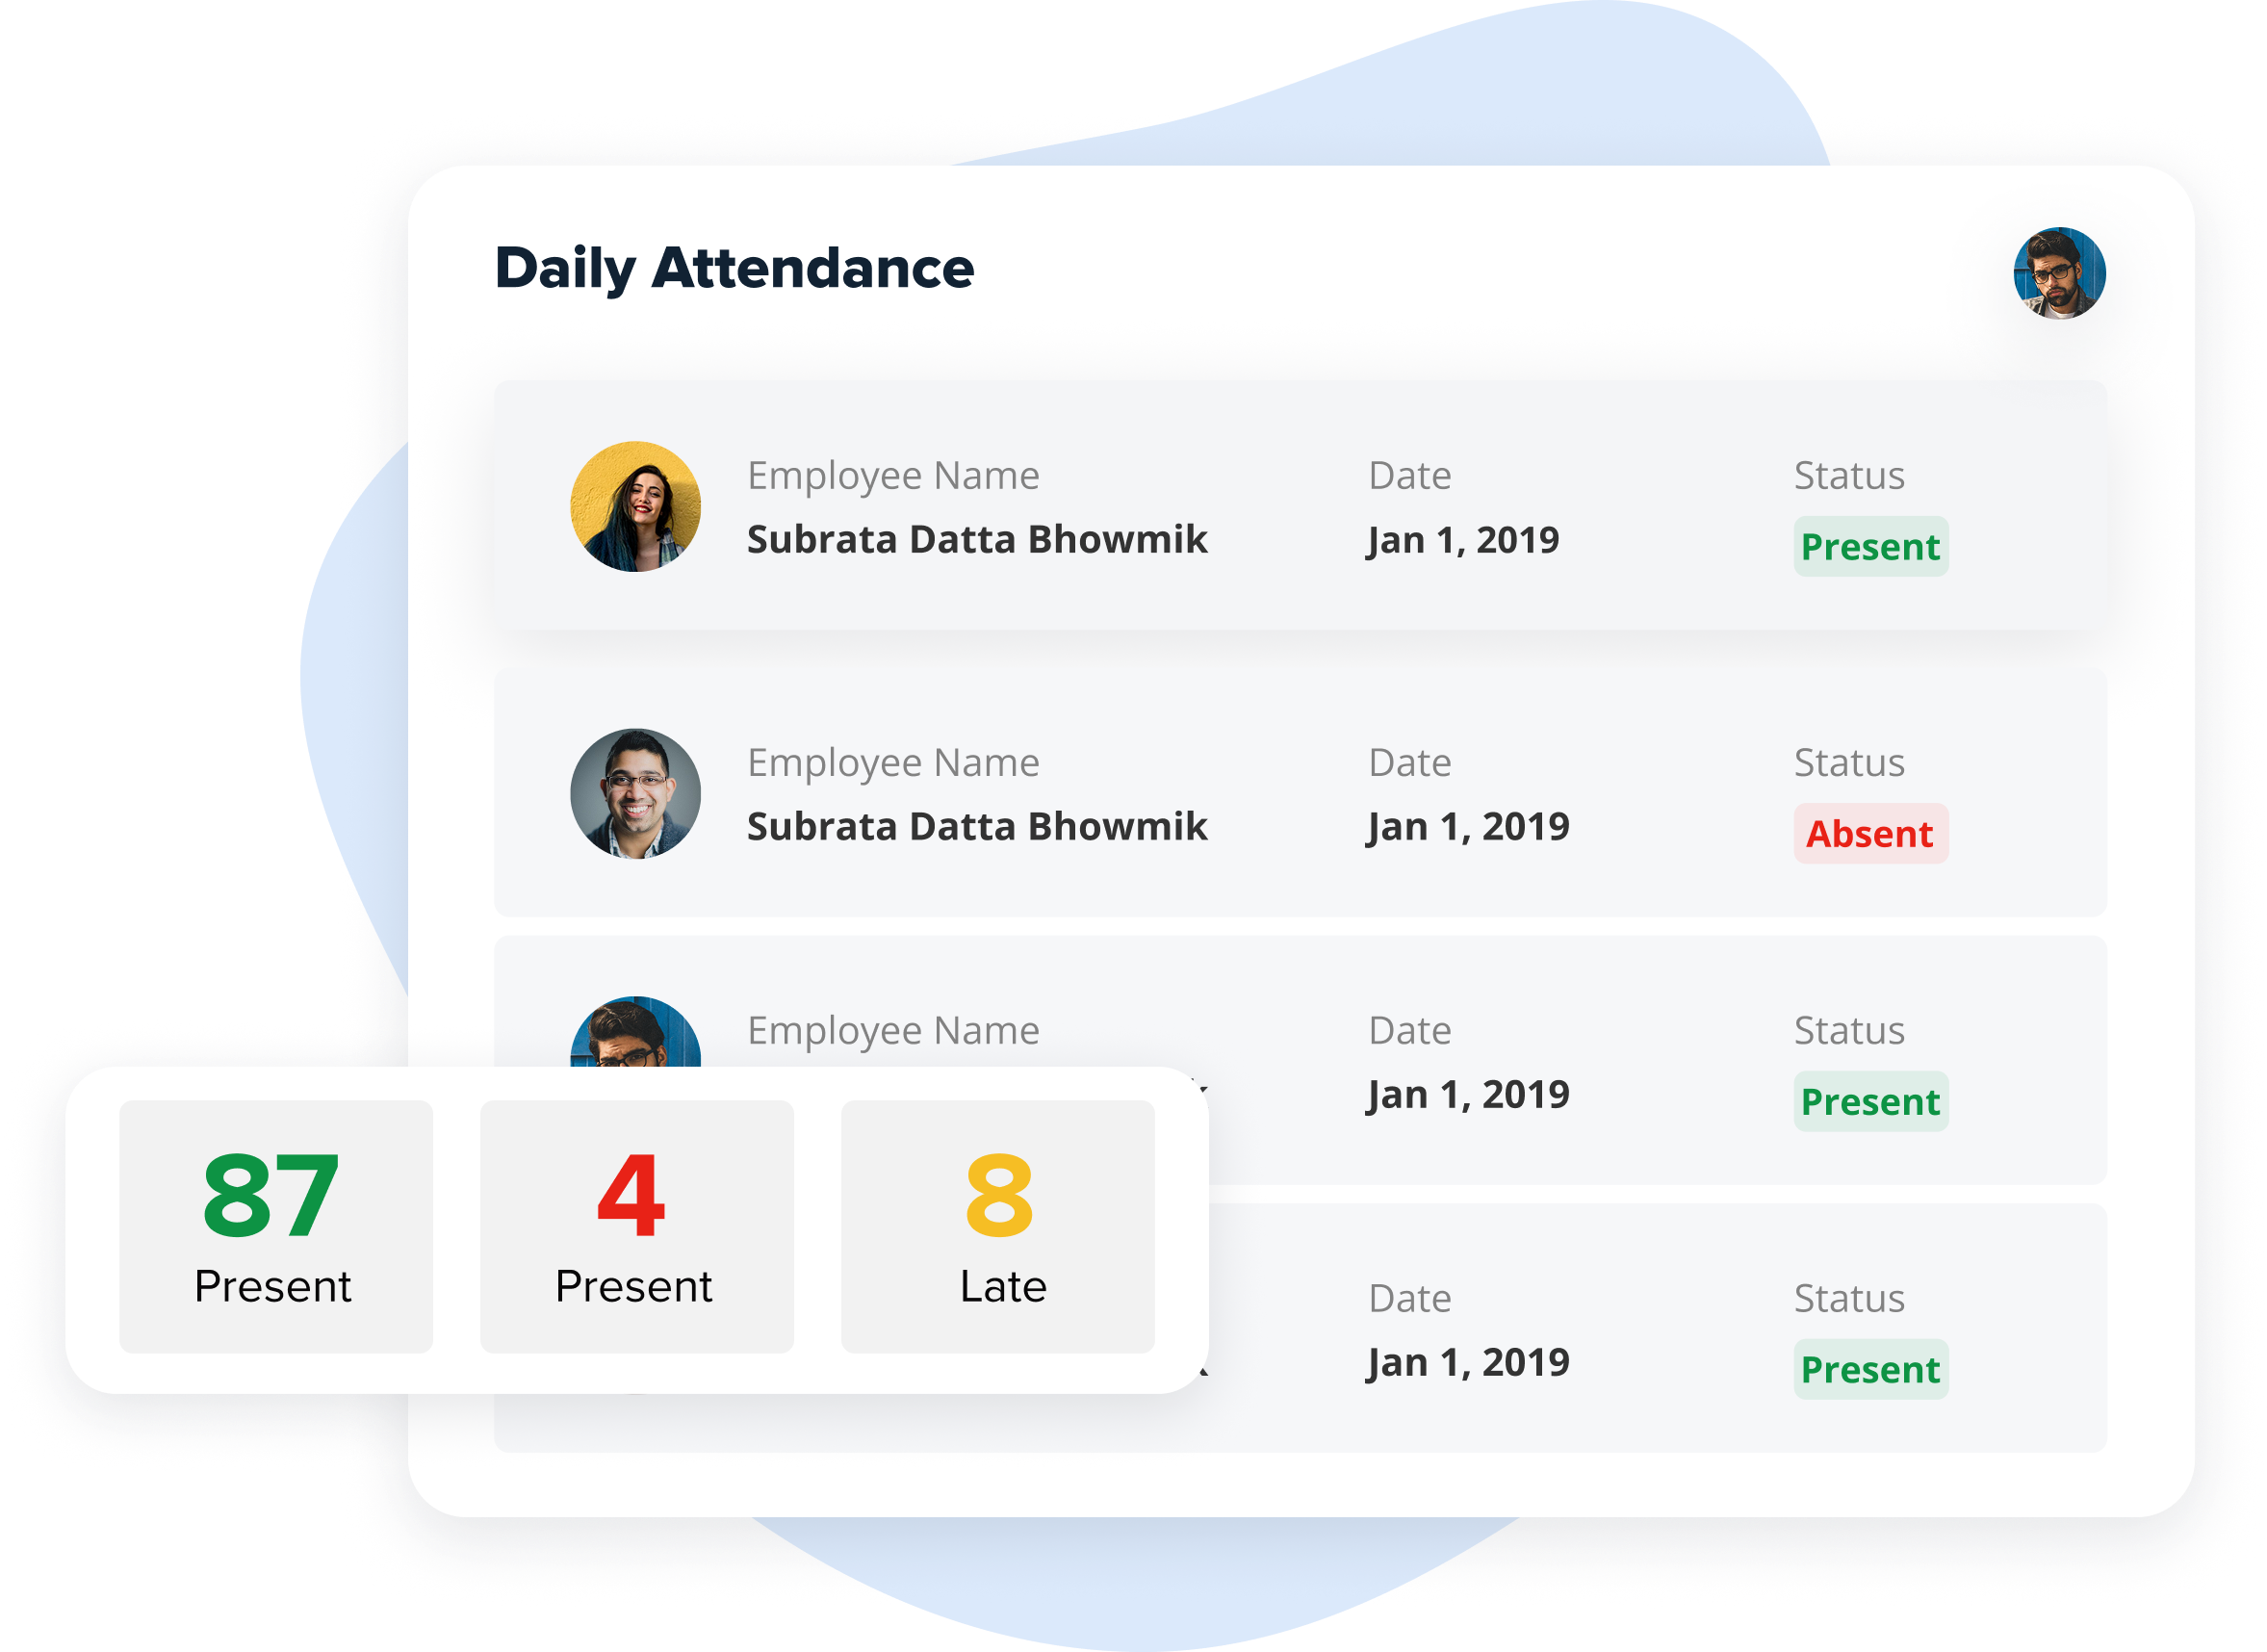 Daily Attendance
Employee Name Date Status
Subrata Datta Bhowmik Jan 1, 2019 Present
Employee Name Date Status
Subrata Datta Bhowmik Jan 1, 2019 Absent
Employee Name Date Status
Jan 1, 2019 Present
87 4 8
Present Present Late
Date Status
Jan 1, 2019 Present